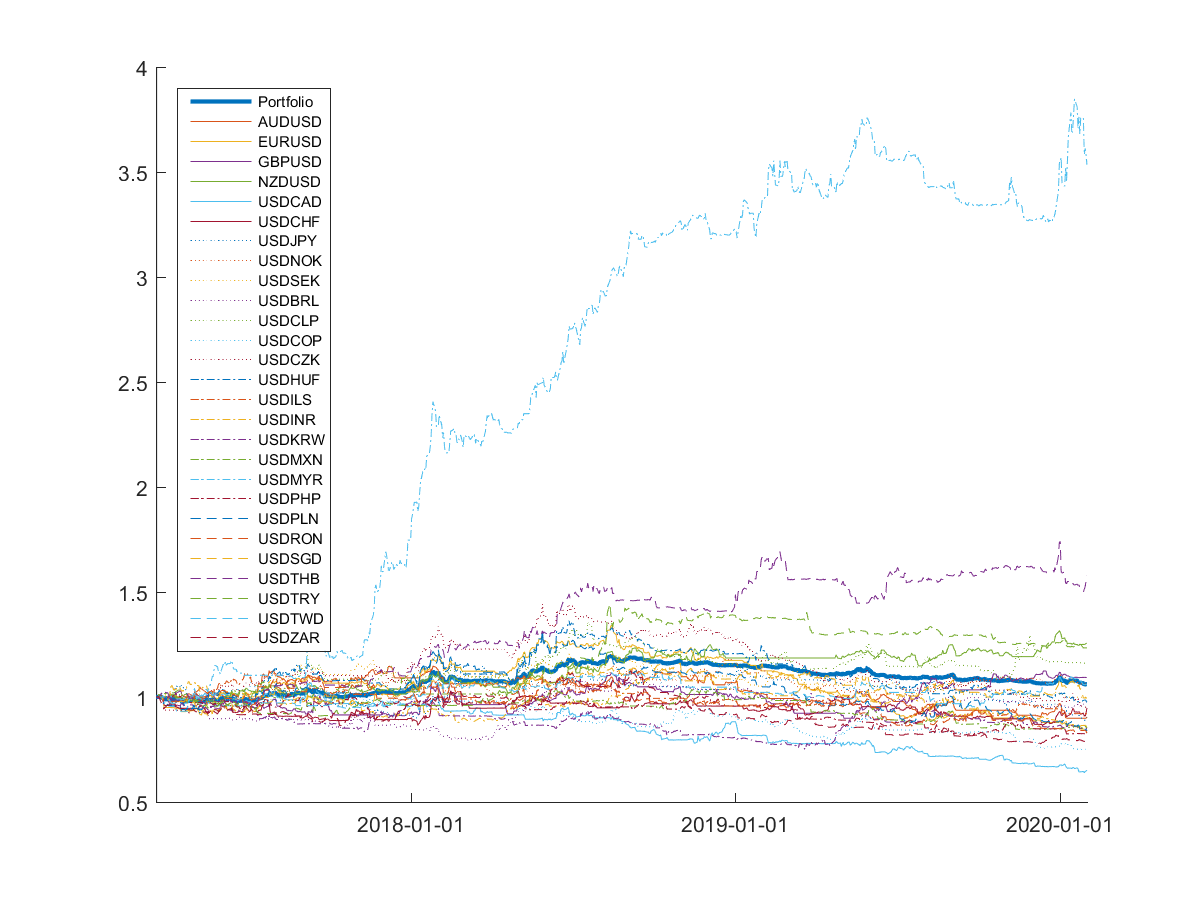 4
3.5
3
2.5
2
1.5
1
0.5
Portfolio
AUDUSD
EURUSD
GBPUSD
NZDUSD
USDCAD
USDCHF
USDJPY
USDNOK
USDSEK
USDBRL
USDCLP
USDCOP
USDCZK
USDHUF
USDILS
USDINR
USDKRW
USDMXN
USDMYR
USDPHP
USDPLN
USDRON
USDSGD
USDTHB
USDTRY
USDTWD
USDZAR
2018-01-01 2019-01-01 2020-01-01